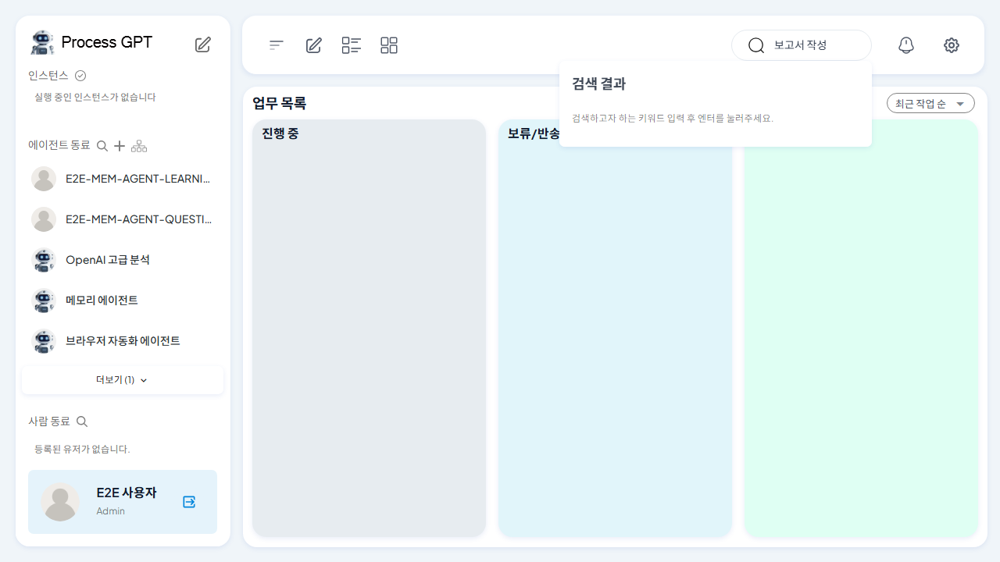 Process GPT
인스턴스
실행 중인 인스턴스가 없습니다
에이전트 동료
E2E-MEM-AGENT-LEARNI...
E2E-MEM-AGENT-QUESTI...
OpenAI 고급 분석
메모리 에이전트
브라우저 자동화 에이전트
더보기 (1)
사람 동료
등록된 유저가 없습니다.
E2E 사용자
Admin
보고서 작성
검색 결과
검색하고자 하는 키워드 입력 후 엔터를 눌러주세요.
업무 목록
최근 작업 순
진행 중
보류/반송